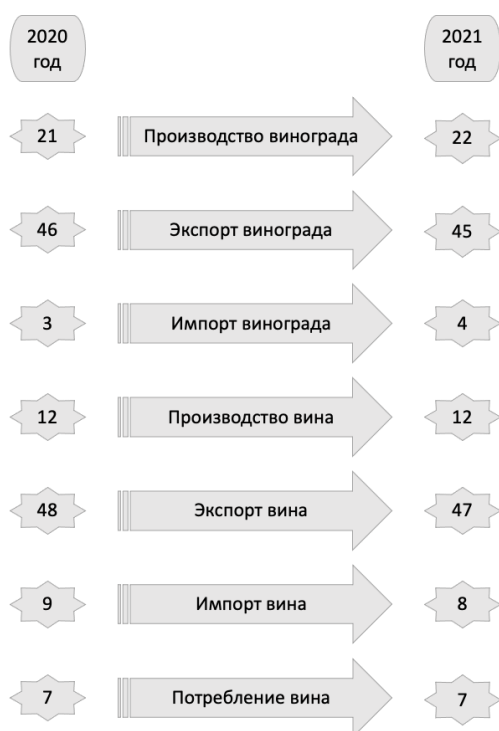 2020
год
2021
год
21 Производство винограда 22
46 Экспорт винограда 45
3 Импорт винограда 4
12 Производство вина 12
48 Экспорт вина 47
9 Импорт вина 8
7 Потребление вина 7